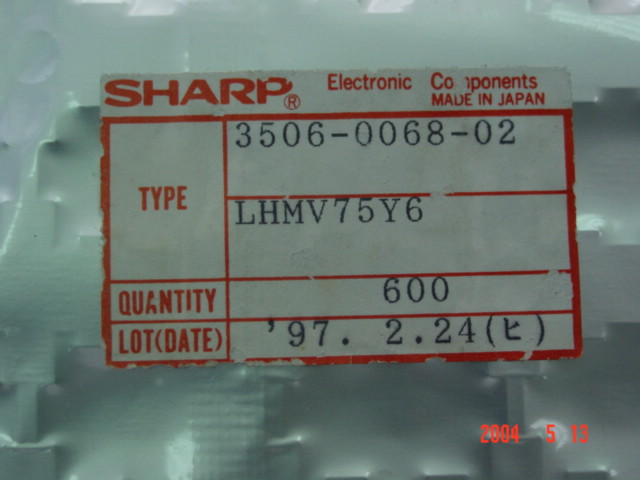 SHARP® Electronic Components
MADE IN JAPAN
TYPE
3506-0068-02
LHMV75Y6
QUANTITY 600
LOT(DATE) '97. 2.24(ヒ)
2004 5 13